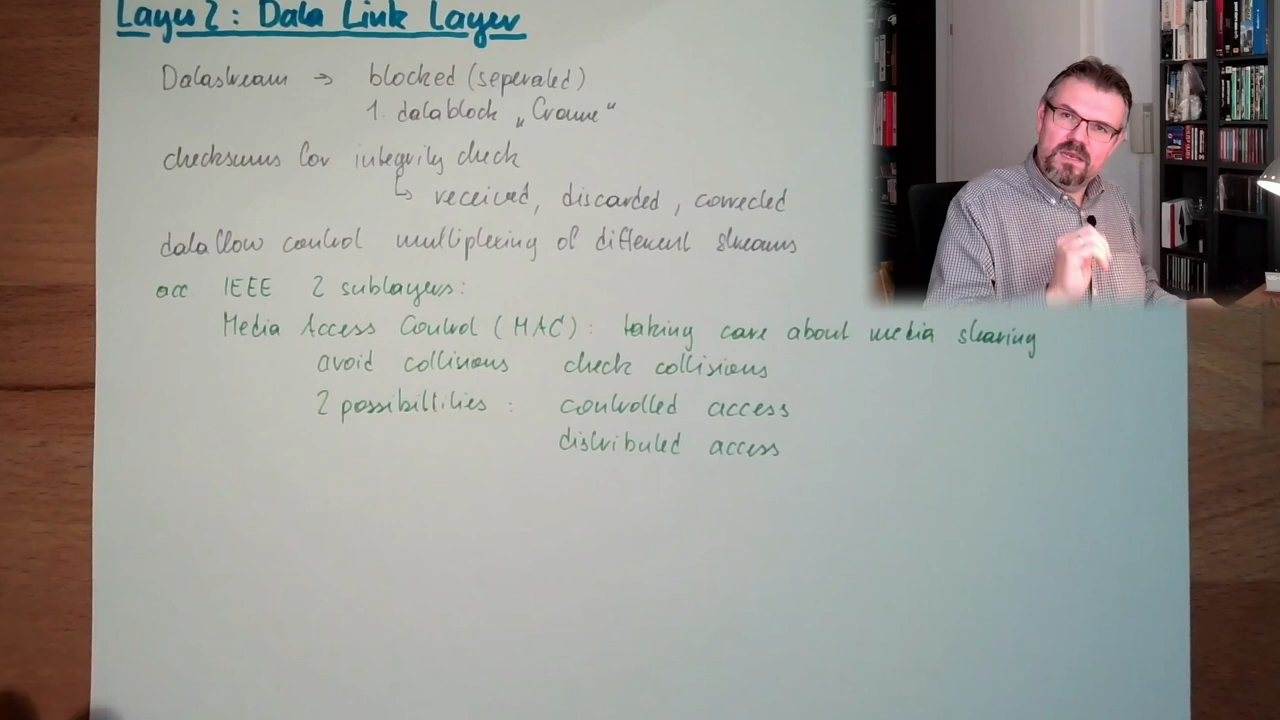 Layer 2: Data Link Layer
Datastream → blocked (seperated)
1. datablock „Frame"
checksums for integrity check
↳ received, discarded, corrected
dataflow control multiplexing of different streams
acc IEEE 2 sublayers:
Media Access Control (MAC): taking care about media sharing
avoid collisions check collisions
2 possibillities : controlled access
distributed access